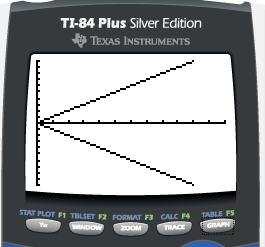 TI-84 Plus Silver Edition
TEXAS INSTRUMENTS
STAT PLOT F1 TBLSET F2 FORMAT F3 CALC F4 TABLE F5
Y= WINDOW ZOOM TRACE GRAPH